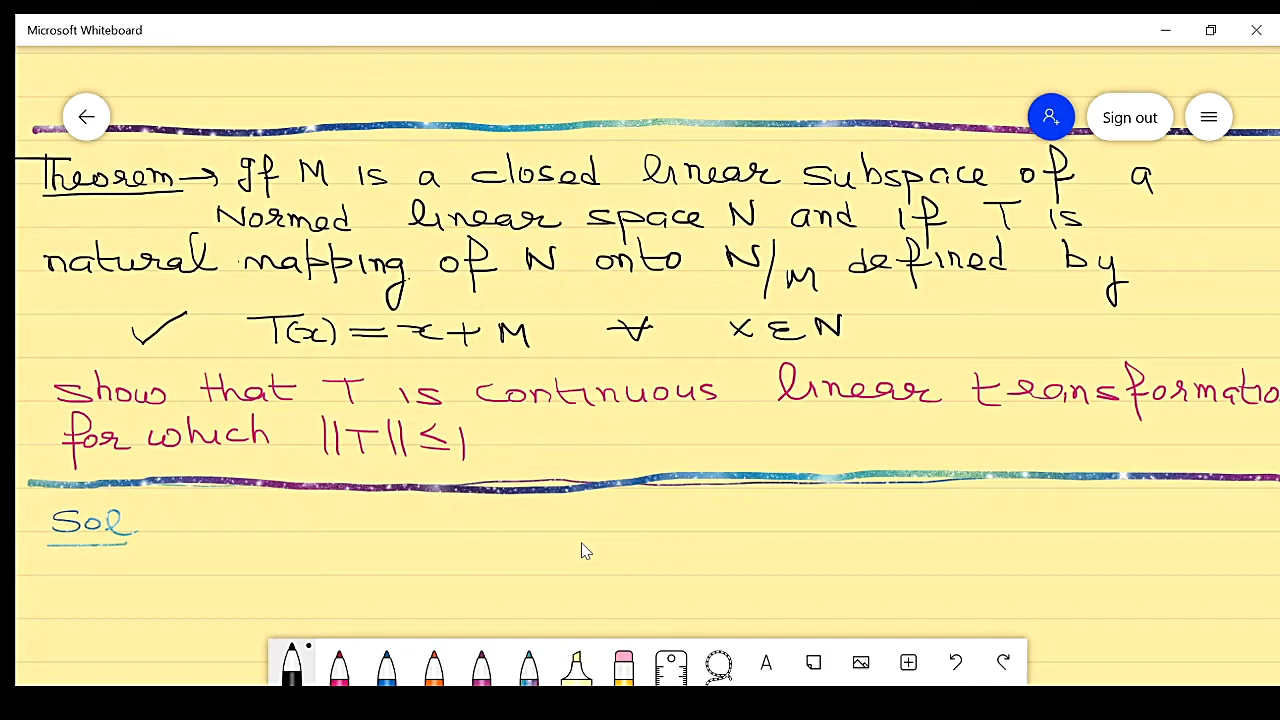 Microsoft Whiteboard
Sign out
Theorem → If M is a closed linear subspace of a
Normed linear space N and if T is
natural mapping of N onto N/M defined by
✓ T(x) = x + M ∀ x ∈ N
show that T is continuous linear transformatio
for which ||T|| ≤ 1
Sol
A